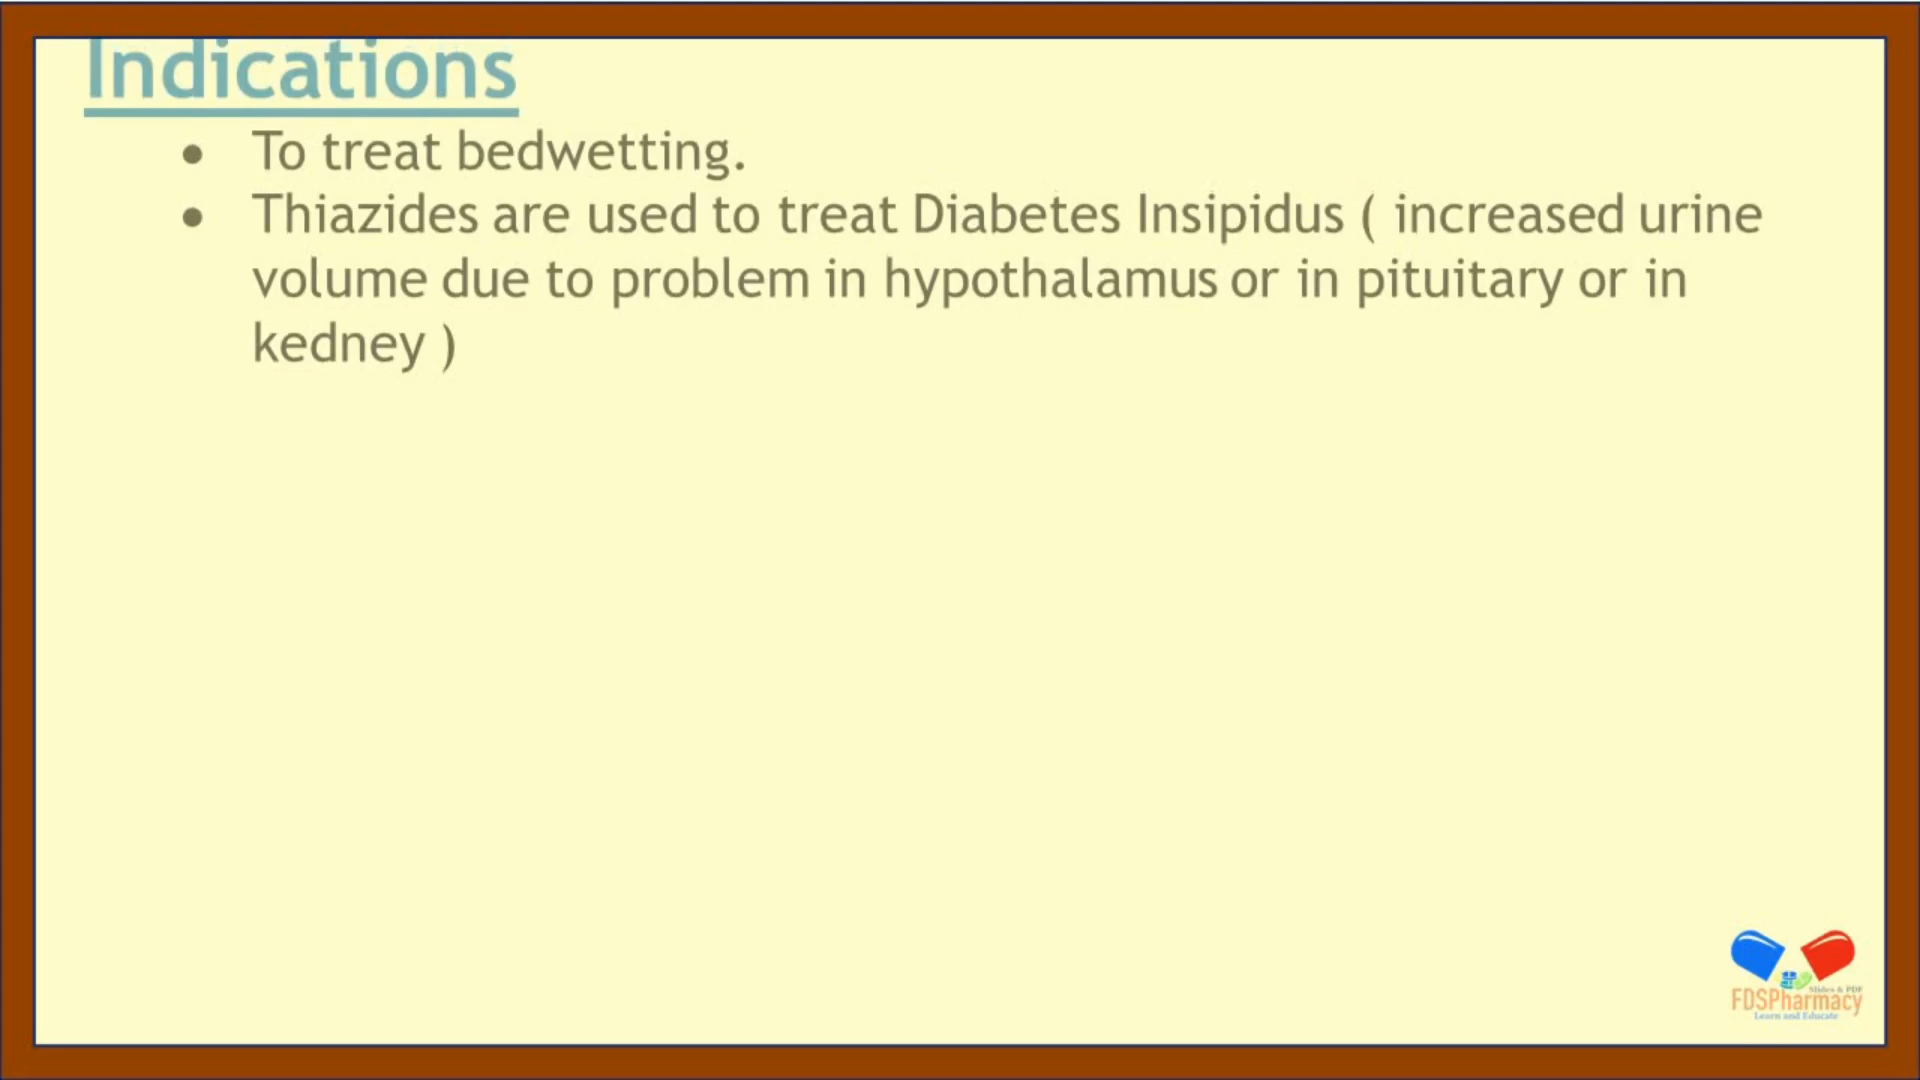 Indications
• To treat bedwetting.
• Thiazides are used to treat Diabetes Insipidus ( increased urine
volume due to problem in hypothalamus or in pituitary or in
kedney )
Slides & PDF
FDSPharmacy
Learn and Educate